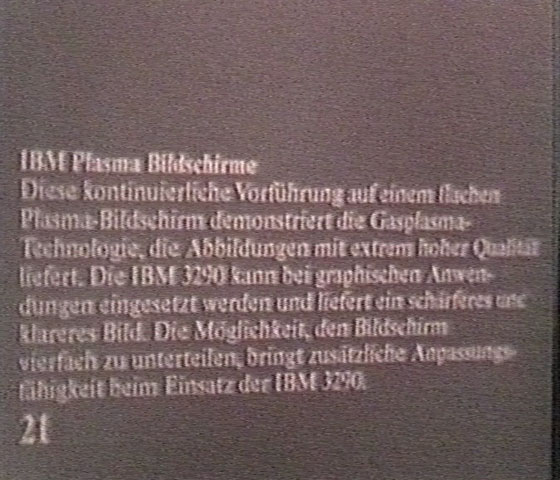 IBM Plasma Bildschirme
Diese kontinuierliche Vorführung auf einem flachen
Plasma-Bildschirm demonstriert die Gasplasma-
Technologie, die Abbildungen mit extrem hoher Qualität
liefert. Die IBM 3290 kann bei graphischen Anwen-
dungen eingesetzt werden und liefert ein schärferes und
klareres Bild. Die Möglichkeit, den Bildschirm
vierfach zu unterteilen, bringt zusätzliche Anpassungs-
fähigkeit beim Einsatz der IBM 3290.
21